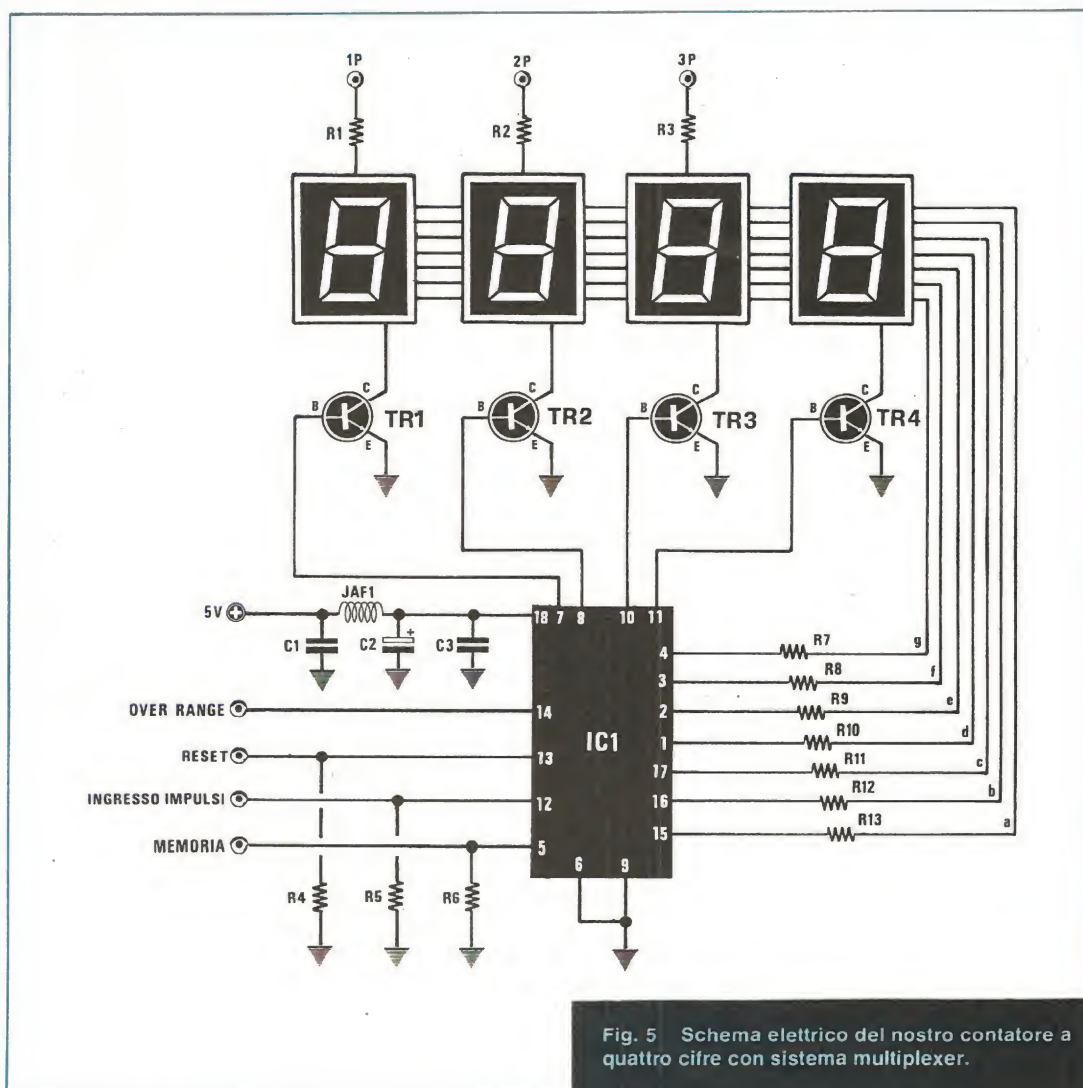 1P 2P 3P
R1 R2 R3
C C C C
B TR1 B TR2 B TR3 B TR4
E E E E
5V JAF1 18 7 8 10 11
C1 C2 + C3
4 R7 g
3 R8 f
OVER RANGE 14 2 R9 e
IC1 1 R10 d
RESET 13
17 R11 c
INGRESSO IMPULSI 12 16 R12 b
MEMORIA 5 15 R13 a
6 9
R4 R5 R6
Fig. 5 Schema elettrico del nostro contatore a
quattro cifre con sistema multiplexer.